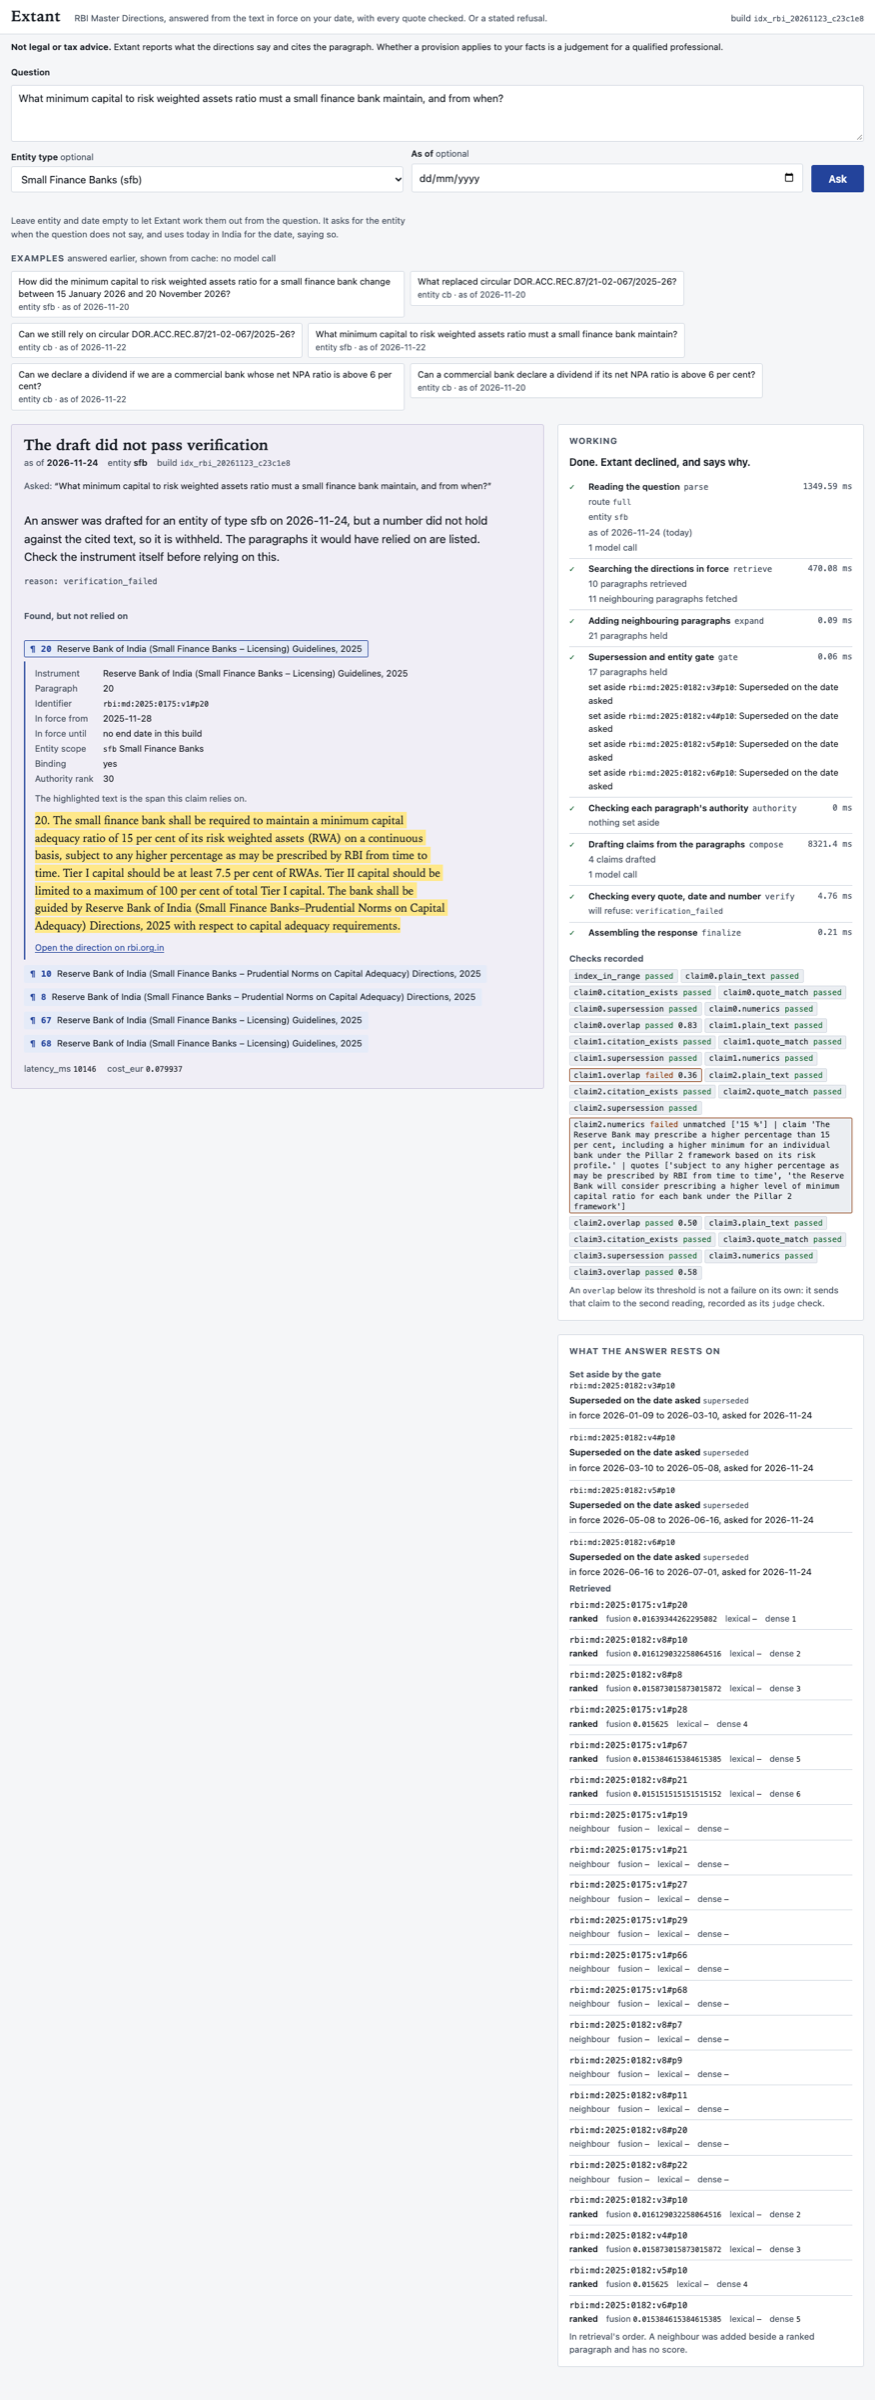 Extant RBI Master Directions, answered from the text in force on your date, with every quote checked. Or a stated refusal. build idx_rbi_20261123_c23c1e8
Not legal or tax advice. Extant reports what the directions say and cites the paragraph. Whether a provision applies to your facts is a judgement for a qualified professional.
Question
What minimum capital to risk weighted assets ratio must a small finance bank maintain, and from when?
Entity type optional
As of optional
Small Finance Banks (sfb)
dd/mm/yyyy
Ask
Leave entity and date empty to let Extant work them out from the question. It asks for the entity
when the question does not say, and uses today in India for the date, saying so.
EXAMPLES answered earlier, shown from cache: no model call
How did the minimum capital to risk weighted assets ratio for a small finance bank change
between 15 January 2026 and 20 November 2026?
entity sfb · as of 2026-11-20
What replaced circular DOR.ACC.REC.87/21-02-067/2025-26?
entity cb · as of 2026-11-20
Can we still rely on circular DOR.ACC.REC.87/21-02-067/2025-26?
entity cb · as of 2026-11-22
What minimum capital to risk weighted assets ratio must a small finance bank maintain?
entity sfb · as of 2026-11-22
Can we declare a dividend if we are a commercial bank whose net NPA ratio is above 6 per
cent?
entity cb · as of 2026-11-22
Can a commercial bank declare a dividend if its net NPA ratio is above 6 per cent?
entity cb · as of 2026-11-20
The draft did not pass verification
as of 2026-11-24 entity sfb build idx_rbi_20261123_c23c1e8
Asked: “What minimum capital to risk weighted assets ratio must a small finance bank maintain, and from when?”
An answer was drafted for an entity of type sfb on 2026-11-24, but a number did not hold
against the cited text, so it is withheld. The paragraphs it would have relied on are listed.
Check the instrument itself before relying on this.
reason: verification_failed
Found, but not relied on
¶ 20 Reserve Bank of India (Small Finance Banks – Licensing) Guidelines, 2025
Instrument Reserve Bank of India (Small Finance Banks – Licensing) Guidelines, 2025
Paragraph 20
Identifier rbi:md:2025:0175:v1#p20
In force from 2025-11-28
In force until no end date in this build
Entity scope sfb Small Finance Banks
Binding yes
Authority rank 30
The highlighted text is the span this claim relies on.
20. The small finance bank shall be required to maintain a minimum capital
adequacy ratio of 15 per cent of its risk weighted assets (RWA) on a continuous
basis, subject to any higher percentage as may be prescribed by RBI from time to
time. Tier I capital should be at least 7.5 per cent of RWAs. Tier II capital should be
limited to a maximum of 100 per cent of total Tier I capital. The bank shall be
guided by Reserve Bank of India (Small Finance Banks–Prudential Norms on Capital
Adequacy) Directions, 2025 with respect to capital adequacy requirements.
Open the direction on rbi.org.in
¶ 10 Reserve Bank of India (Small Finance Banks – Prudential Norms on Capital Adequacy) Directions, 2025
¶ 8 Reserve Bank of India (Small Finance Banks – Prudential Norms on Capital Adequacy) Directions, 2025
¶ 67 Reserve Bank of India (Small Finance Banks – Licensing) Guidelines, 2025
¶ 68 Reserve Bank of India (Small Finance Banks – Licensing) Guidelines, 2025
latency_ms 10146 cost_eur 0.079937
WORKING
Done. Extant declined, and says why.
✓ Reading the question parse 1349.59 ms
route full
entity sfb
as of 2026-11-24 (today)
1 model call
✓ Searching the directions in force retrieve 470.08 ms
10 paragraphs retrieved
11 neighbouring paragraphs fetched
✓ Adding neighbouring paragraphs expand 0.09 ms
21 paragraphs held
✓ Supersession and entity gate gate 0.06 ms
17 paragraphs held
set aside rbi:md:2025:0182:v3#p10: Superseded on the date
asked
set aside rbi:md:2025:0182:v4#p10: Superseded on the date
asked
set aside rbi:md:2025:0182:v5#p10: Superseded on the date
asked
set aside rbi:md:2025:0182:v6#p10: Superseded on the date
asked
✓ Checking each paragraph's authority authority 0 ms
nothing set aside
✓ Drafting claims from the paragraphs compose 8321.4 ms
4 claims drafted
1 model call
✓ Checking every quote, date and number verify 4.76 ms
will refuse: verification_failed
✓ Assembling the response finalize 0.21 ms
Checks recorded
index_in_range passed claim0.plain_text passed
claim0.citation_exists passed claim0.quote_match passed
claim0.supersession passed claim0.numerics passed
claim0.overlap passed 0.83 claim1.plain_text passed
claim1.citation_exists passed claim1.quote_match passed
claim1.supersession passed claim1.numerics passed
claim1.overlap failed 0.36 claim2.plain_text passed
claim2.citation_exists passed claim2.quote_match passed
claim2.supersession passed
claim2.numerics failed unmatched ['15 %'] | claim 'The
Reserve Bank may prescribe a higher percentage than 15
per cent, including a higher minimum for an individual
bank under the Pillar 2 framework based on its risk
profile.' | quotes ['subject to any higher percentage as
may be prescribed by RBI from time to time', 'the Reserve
Bank will consider prescribing a higher level of minimum
capital ratio for each bank under the Pillar 2
framework']
claim2.overlap passed 0.50 claim3.plain_text passed
claim3.citation_exists passed claim3.quote_match passed
claim3.supersession passed claim3.numerics passed
claim3.overlap passed 0.58
An overlap below its threshold is not a failure on its own: it sends
that claim to the second reading, recorded as its judge check.
WHAT THE ANSWER RESTS ON
Set aside by the gate
rbi:md:2025:0182:v3#p10
Superseded on the date asked superseded
in force 2026-01-09 to 2026-03-10, asked for 2026-11-24
rbi:md:2025:0182:v4#p10
Superseded on the date asked superseded
in force 2026-03-10 to 2026-05-08, asked for 2026-11-24
rbi:md:2025:0182:v5#p10
Superseded on the date asked superseded
in force 2026-05-08 to 2026-06-16, asked for 2026-11-24
rbi:md:2025:0182:v6#p10
Superseded on the date asked superseded
in force 2026-06-16 to 2026-07-01, asked for 2026-11-24
Retrieved
rbi:md:2025:0175:v1#p20
ranked fusion 0.01639344262295082 lexical – dense 1
rbi:md:2025:0182:v8#p10
ranked fusion 0.016129032258064516 lexical – dense 2
rbi:md:2025:0182:v8#p8
ranked fusion 0.015873015873015872 lexical – dense 3
rbi:md:2025:0175:v1#p28
ranked fusion 0.015625 lexical – dense 4
rbi:md:2025:0175:v1#p67
ranked fusion 0.015384615384615385 lexical – dense 5
rbi:md:2025:0182:v8#p21
ranked fusion 0.015151515151515152 lexical – dense 6
rbi:md:2025:0175:v1#p19
neighbour fusion – lexical – dense –
rbi:md:2025:0175:v1#p21
neighbour fusion – lexical – dense –
rbi:md:2025:0175:v1#p27
neighbour fusion – lexical – dense –
rbi:md:2025:0175:v1#p29
neighbour fusion – lexical – dense –
rbi:md:2025:0175:v1#p66
neighbour fusion – lexical – dense –
rbi:md:2025:0175:v1#p68
neighbour fusion – lexical – dense –
rbi:md:2025:0182:v8#p7
neighbour fusion – lexical – dense –
rbi:md:2025:0182:v8#p9
neighbour fusion – lexical – dense –
rbi:md:2025:0182:v8#p11
neighbour fusion – lexical – dense –
rbi:md:2025:0182:v8#p20
neighbour fusion – lexical – dense –
rbi:md:2025:0182:v8#p22
neighbour fusion – lexical – dense –
rbi:md:2025:0182:v3#p10
ranked fusion 0.016129032258064516 lexical – dense 2
rbi:md:2025:0182:v4#p10
ranked fusion 0.015873015873015872 lexical – dense 3
rbi:md:2025:0182:v5#p10
ranked fusion 0.015625 lexical – dense 4
rbi:md:2025:0182:v6#p10
ranked fusion 0.015384615384615385 lexical – dense 5
In retrieval's order. A neighbour was added beside a ranked
paragraph and has no score.